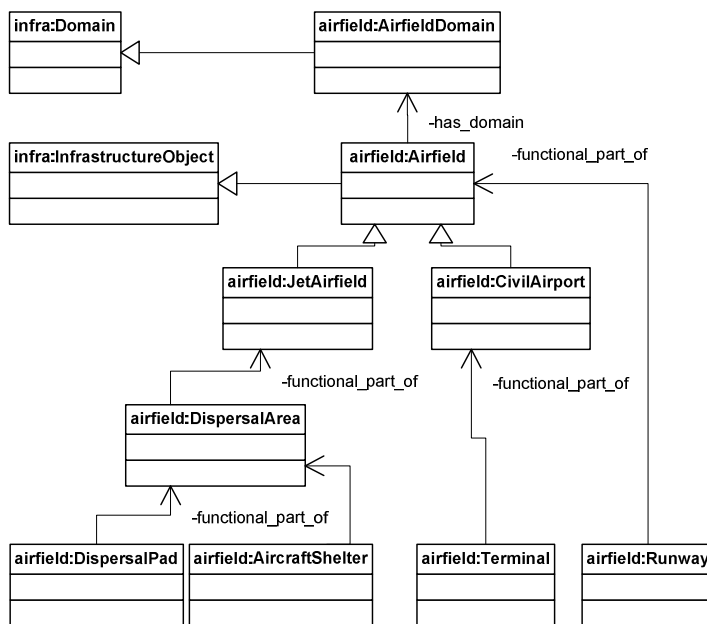 infra:Domain
airfield:AirfieldDomain
-has_domain
infra:InfrastructureObject
airfield:Airfield
-functional_part_of
airfield:JetAirfield
airfield:CivilAirport
-functional_part_of
-functional_part_of
airfield:DispersalArea
-functional_part_of
airfield:DispersalPad
airfield:AircraftShelter
airfield:Terminal
airfield:Runway